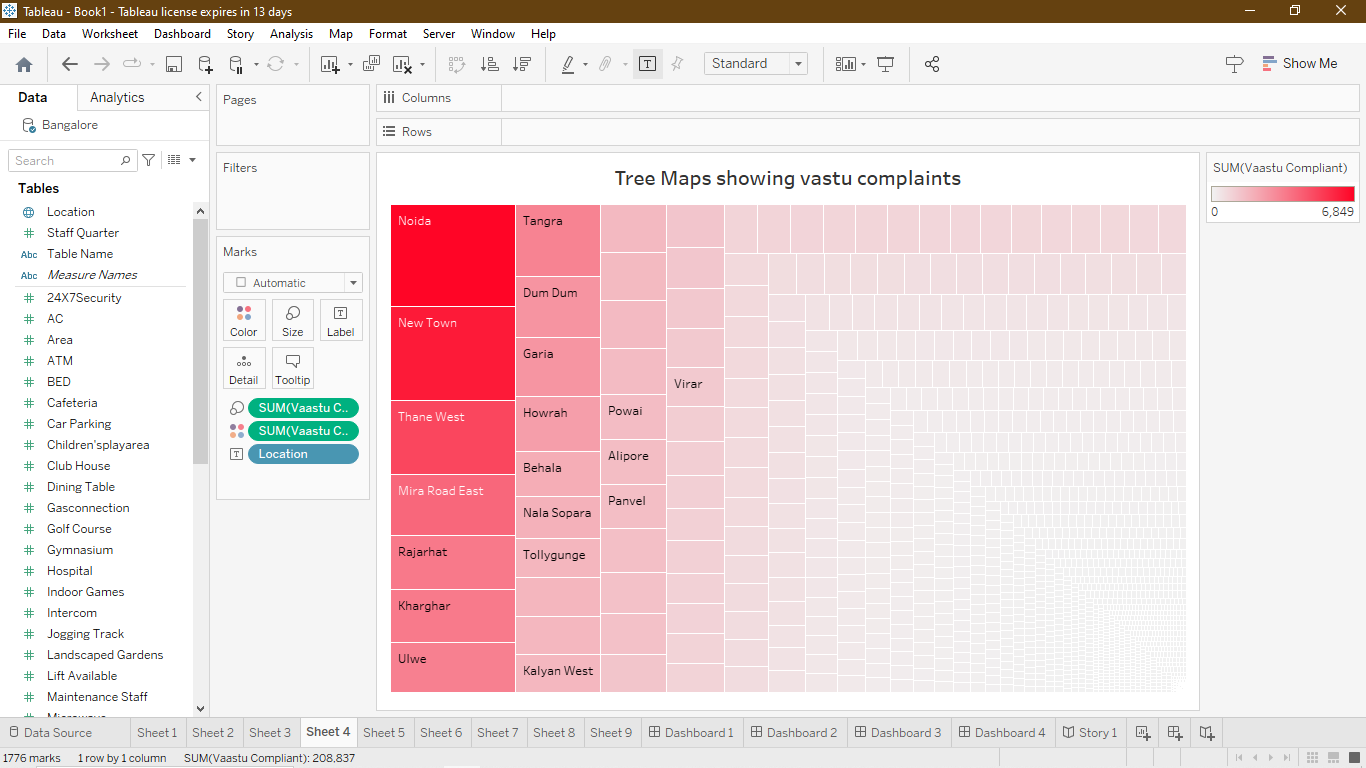 Tableau - Book1 - Tableau license expires in 13 days
File Data Worksheet Dashboard Story Analysis Map Format Server Window Help
Standard
Show Me
Data
Analytics
Bangalore
Search
Tables
Location
Staff Quarter
Abc Table Name
Abc Measure Names
24X7Security
AC
Area
ATM
BED
Cafeteria
Car Parking
Children'splayarea
Club House
Dining Table
Gasconnection
Golf Course
Gymnasium
Hospital
Indoor Games
Intercom
Jogging Track
Landscaped Gardens
Lift Available
Maintenance Staff
Pages
Filters
Marks
Automatic
Color Size Label
Detail Tooltip
SUM(Vaastu C..
SUM(Vaastu C..
Location
Columns
Rows
Tree Maps showing vastu complaints
Noida
New Town
Thane West
Mira Road East
Rajarhat
Kharghar
Ulwe
Tangra
Dum Dum
Garia
Howrah
Behala
Nala Sopara
Tollygunge
Kalyan West
Powai
Alipore
Panvel
Virar
SUM(Vaastu Compliant)
0 6,849
Data Source Sheet 1 Sheet 2 Sheet 3 Sheet 4 Sheet 5 Sheet 6 Sheet 7 Sheet 8 Sheet 9 Dashboard 1 Dashboard 2 Dashboard 3 Dashboard 4 Story 1
1776 marks 1 row by 1 column SUM(Vaastu Compliant): 208,837